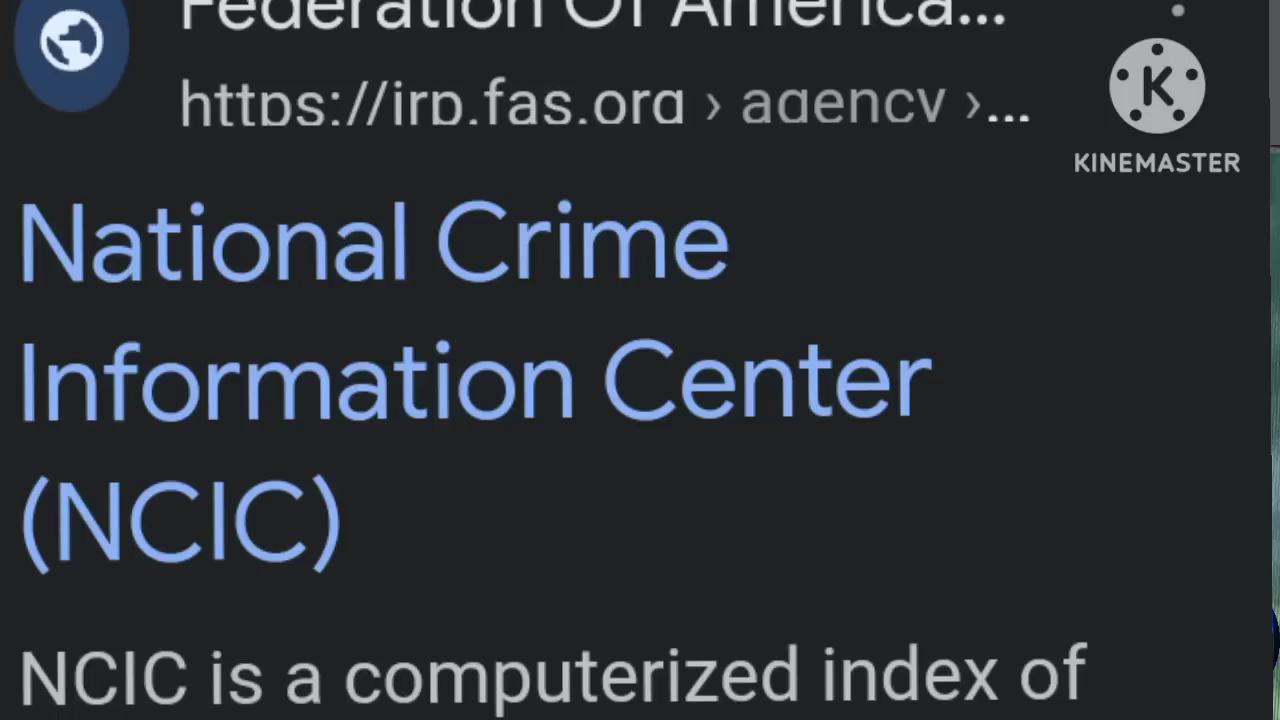 Federation Of America...
https://irp.fas.org › agency › ...
K
KINEMASTER
National Crime
Information Center
(NCIC)
NCIC is a computerized index of